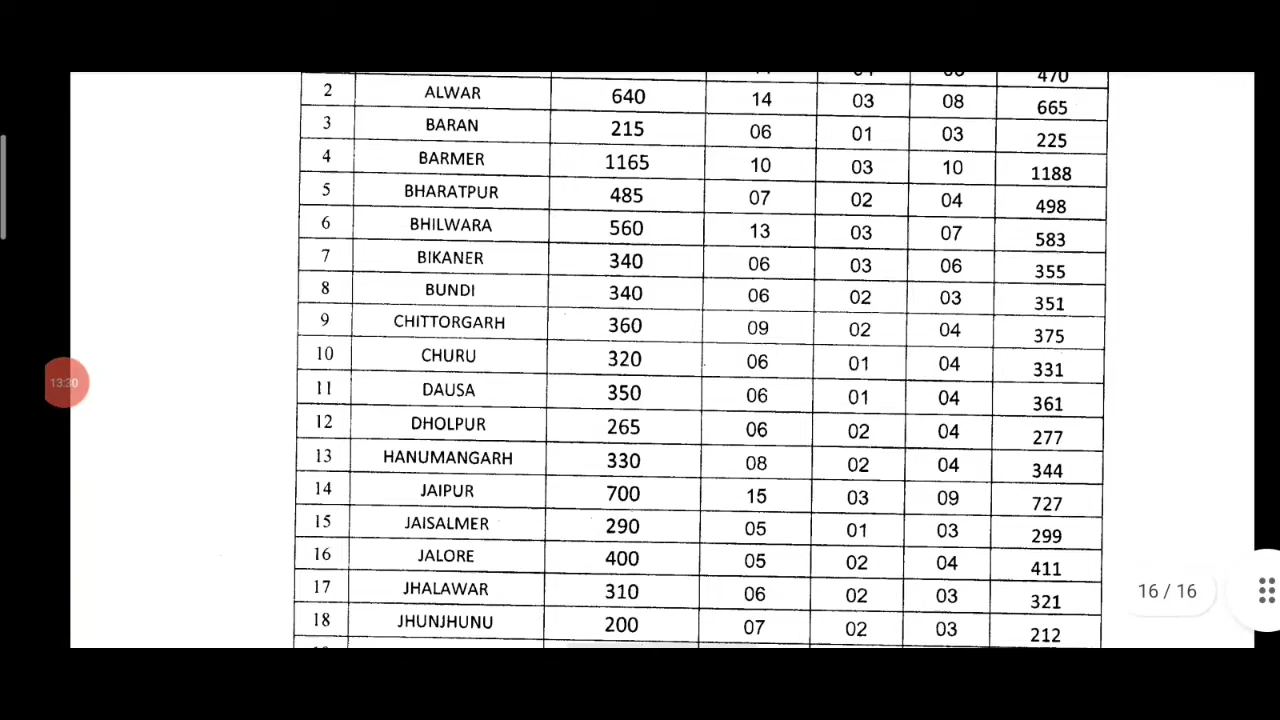 470
2 ALWAR 640 14 03 08 665
3 BARAN 215 06 01 03 225
4 BARMER 1165 10 03 10 1188
5 BHARATPUR 485 07 02 04 498
6 BHILWARA 560 13 03 07 583
7 BIKANER 340 06 03 06 355
8 BUNDI 340 06 02 03 351
9 CHITTORGARH 360 09 02 04 375
10 CHURU 320 06 01 04 331
11 DAUSA 350 06 01 04 361
12 DHOLPUR 265 06 02 04 277
13 HANUMANGARH 330 08 02 04 344
14 JAIPUR 700 15 03 09 727
15 JAISALMER 290 05 01 03 299
16 JALORE 400 05 02 04 411
17 JHALAWAR 310 06 02 03 321
18 JHUNJHUNU 200 07 02 03 212
13:30
16 / 16